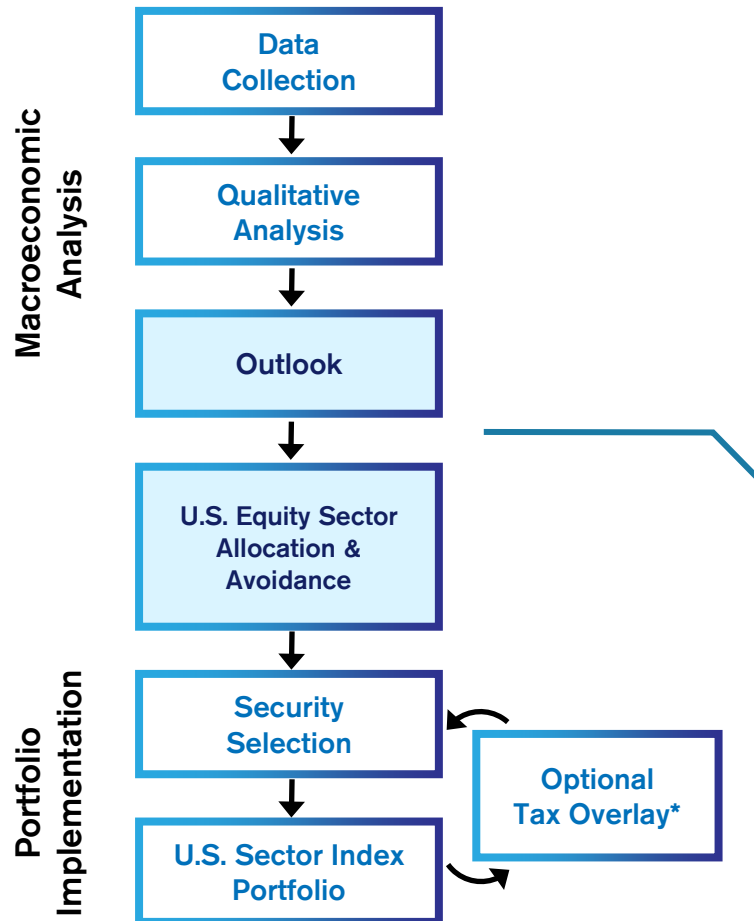 Macroeconomic
Analysis
Data
Collection
Qualitative
Analysis
Outlook
U.S. Equity Sector
Allocation &
Avoidance
Portfolio
Implementation
Security
Selection
U.S. Sector Index
Portfolio
Optional
Tax Overlay*